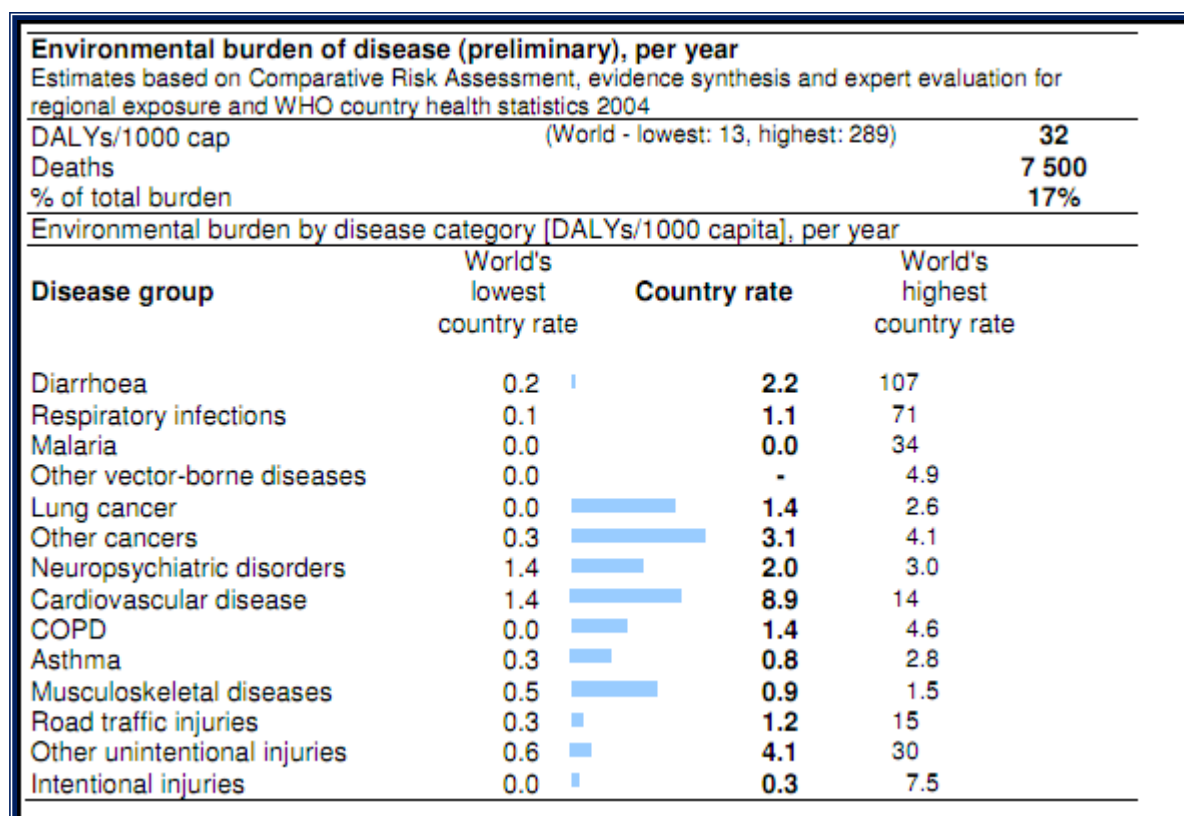 Environmental burden of disease (preliminary), per year
Estimates based on Comparative Risk Assessment, evidence synthesis and expert evaluation for
regional exposure and WHO country health statistics 2004
DALYs/1000 cap (World - lowest: 13, highest: 289) 32
Deaths 7 500
% of total burden 17%
Environmental burden by disease category [DALYs/1000 capita], per year
World's World's
Disease group lowest Country rate highest
country rate country rate
Diarrhoea 0.2 2.2 107
Respiratory infections 0.1 1.1 71
Malaria 0.0 0.0 34
Other vector-borne diseases 0.0 - 4.9
Lung cancer 0.0 1.4 2.6
Other cancers 0.3 3.1 4.1
Neuropsychiatric disorders 1.4 2.0 3.0
Cardiovascular disease 1.4 8.9 14
COPD 0.0 1.4 4.6
Asthma 0.3 0.8 2.8
Musculoskeletal diseases 0.5 0.9 1.5
Road traffic injuries 0.3 1.2 15
Other unintentional injuries 0.6 4.1 30
Intentional injuries 0.0 0.3 7.5